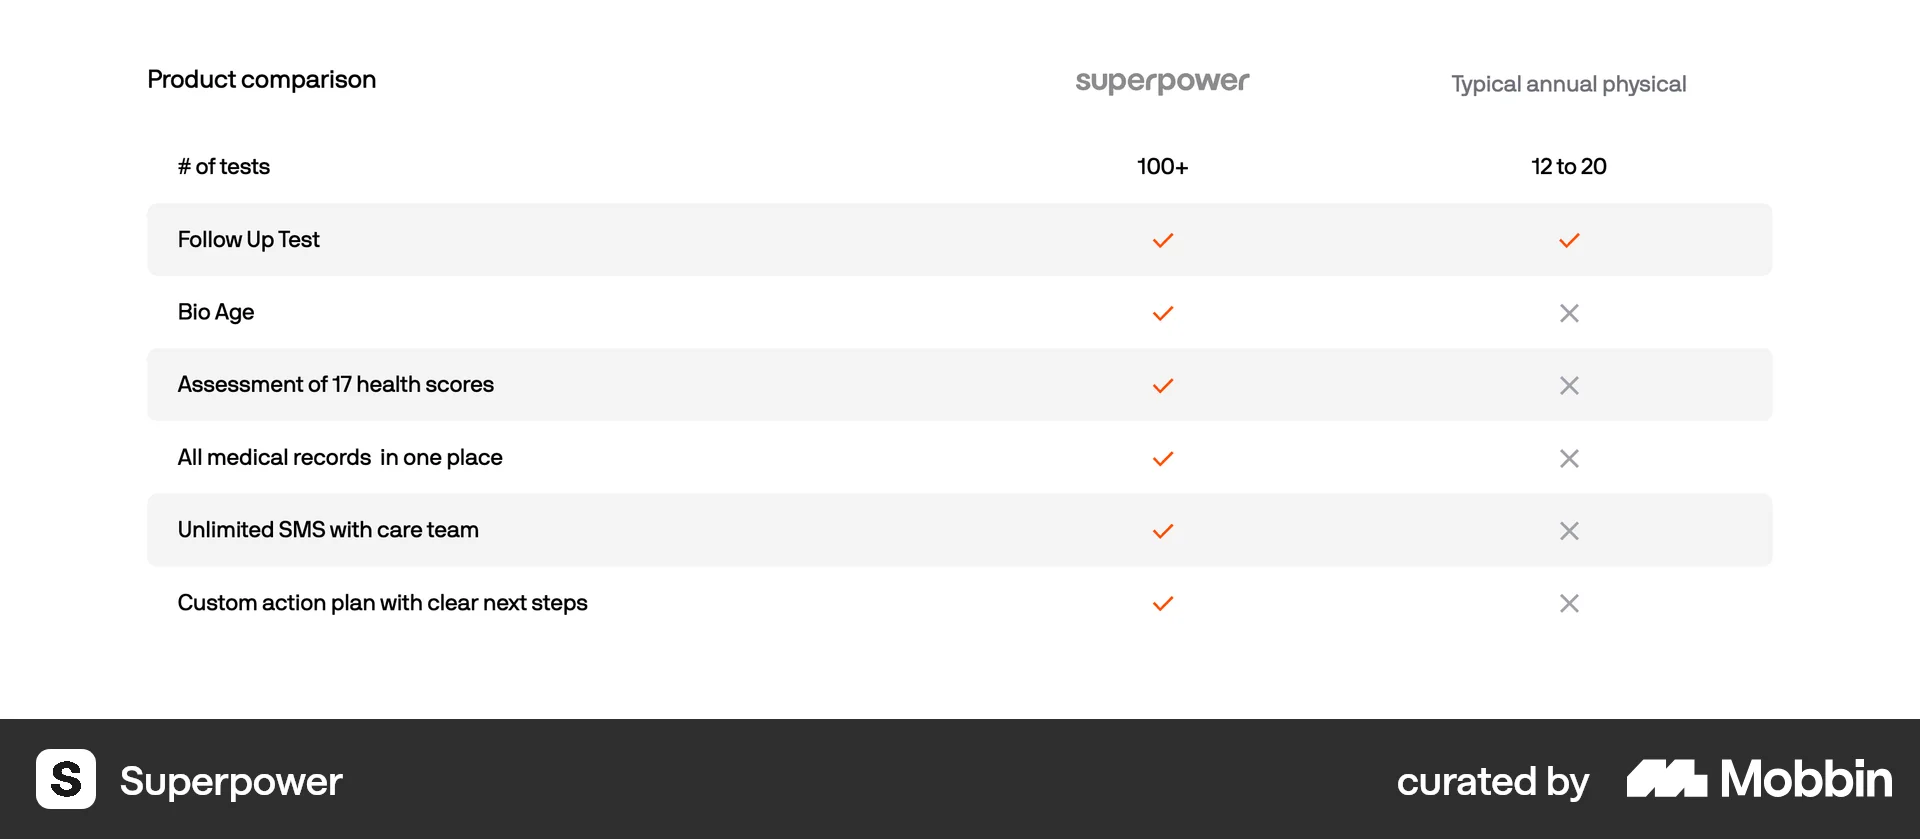 Product comparison superpower Typical annual physical
# of tests 100+ 12 to 20
Follow Up Test
Bio Age
Assessment of 17 health scores
All medical records  in one place
Unlimited SMS with care team
Custom action plan with clear next steps
S Superpower curated by Mobbin